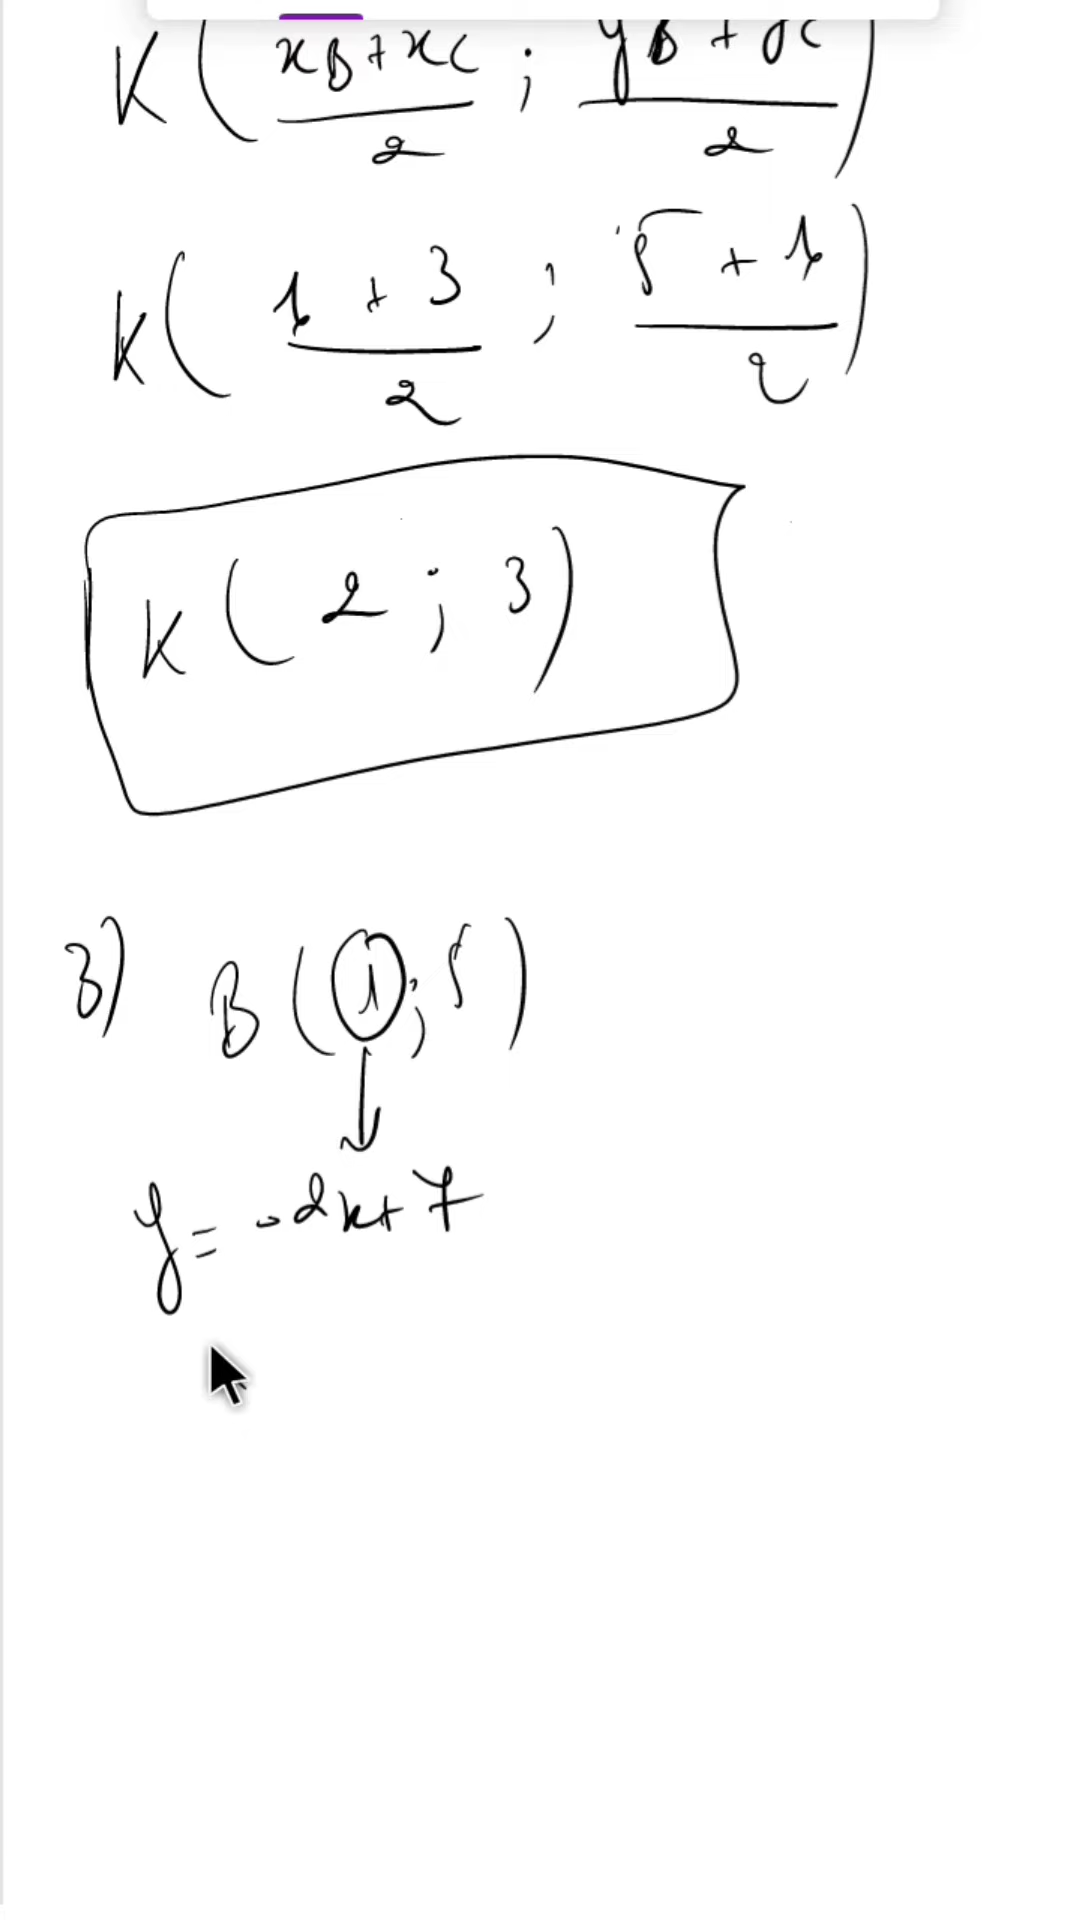 K ( xB + xC / 2 ; yB + yC / 2 )
K ( 1 + 3 / 2 ; 5 + 1 / 2 )
K ( 2 ; 3 )
3) B ( 1 ; 5 )
y = -2x + 7